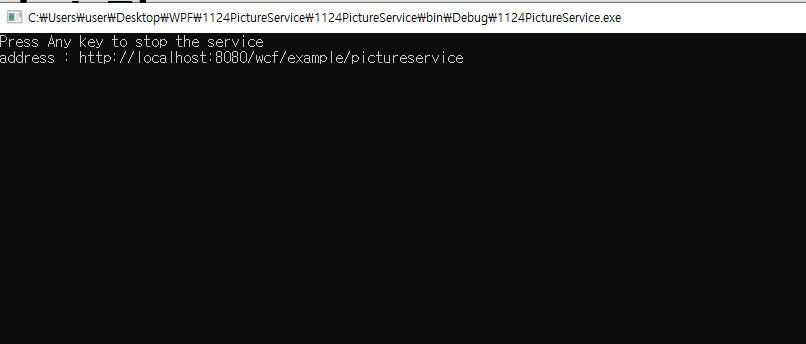 C:₩Users₩user₩Desktop₩WPF₩1124PictureService₩1124PictureService₩bin₩Debug₩1124PictureService.exe
Press Any key to stop the service
address : http://localhost:8080/wcf/example/pictureservice